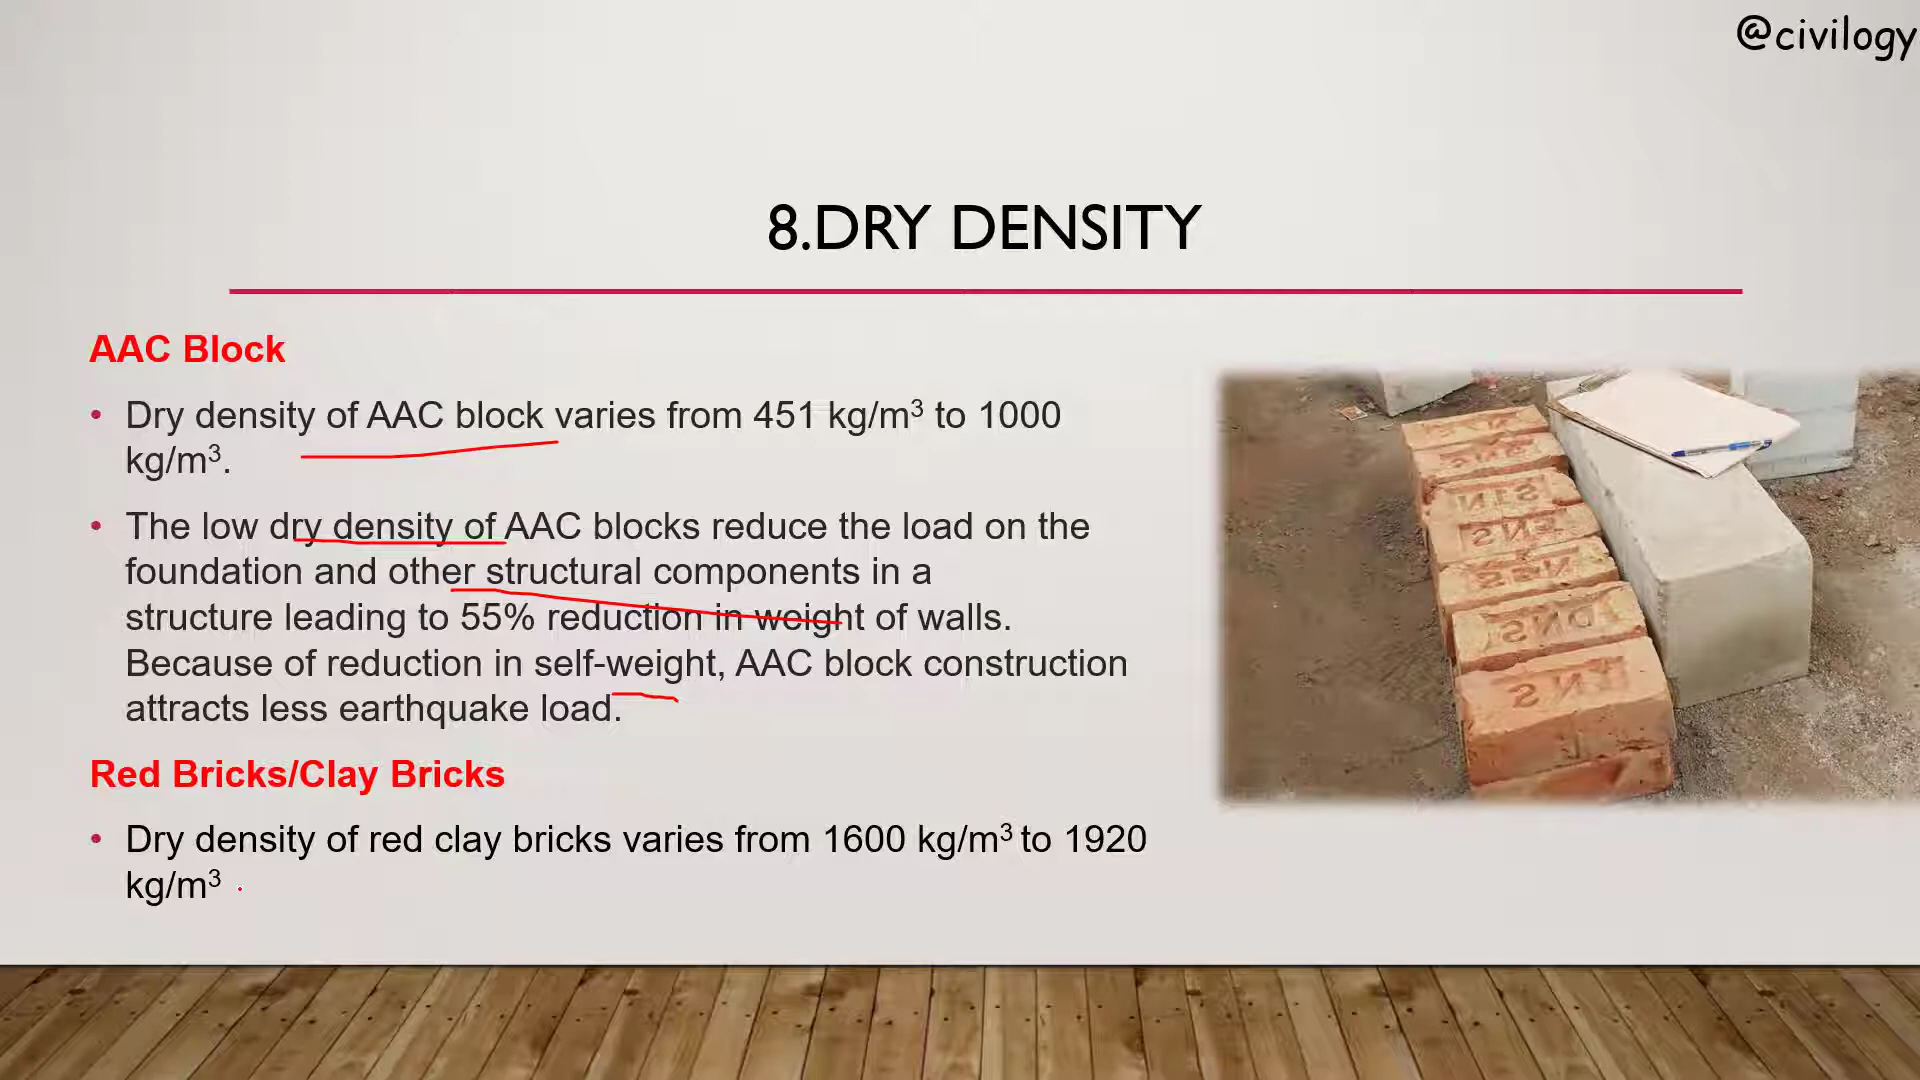 @civilogy
8.DRY DENSITY
AAC Block
• Dry density of AAC block varies from 451 kg/m³ to 1000
kg/m³.
• The low dry density of AAC blocks reduce the load on the
foundation and other structural components in a
structure leading to 55% reduction in weight of walls.
Because of reduction in self-weight, AAC block construction
attracts less earthquake load.
Red Bricks/Clay Bricks
• Dry density of red clay bricks varies from 1600 kg/m³ to 1920
kg/m³